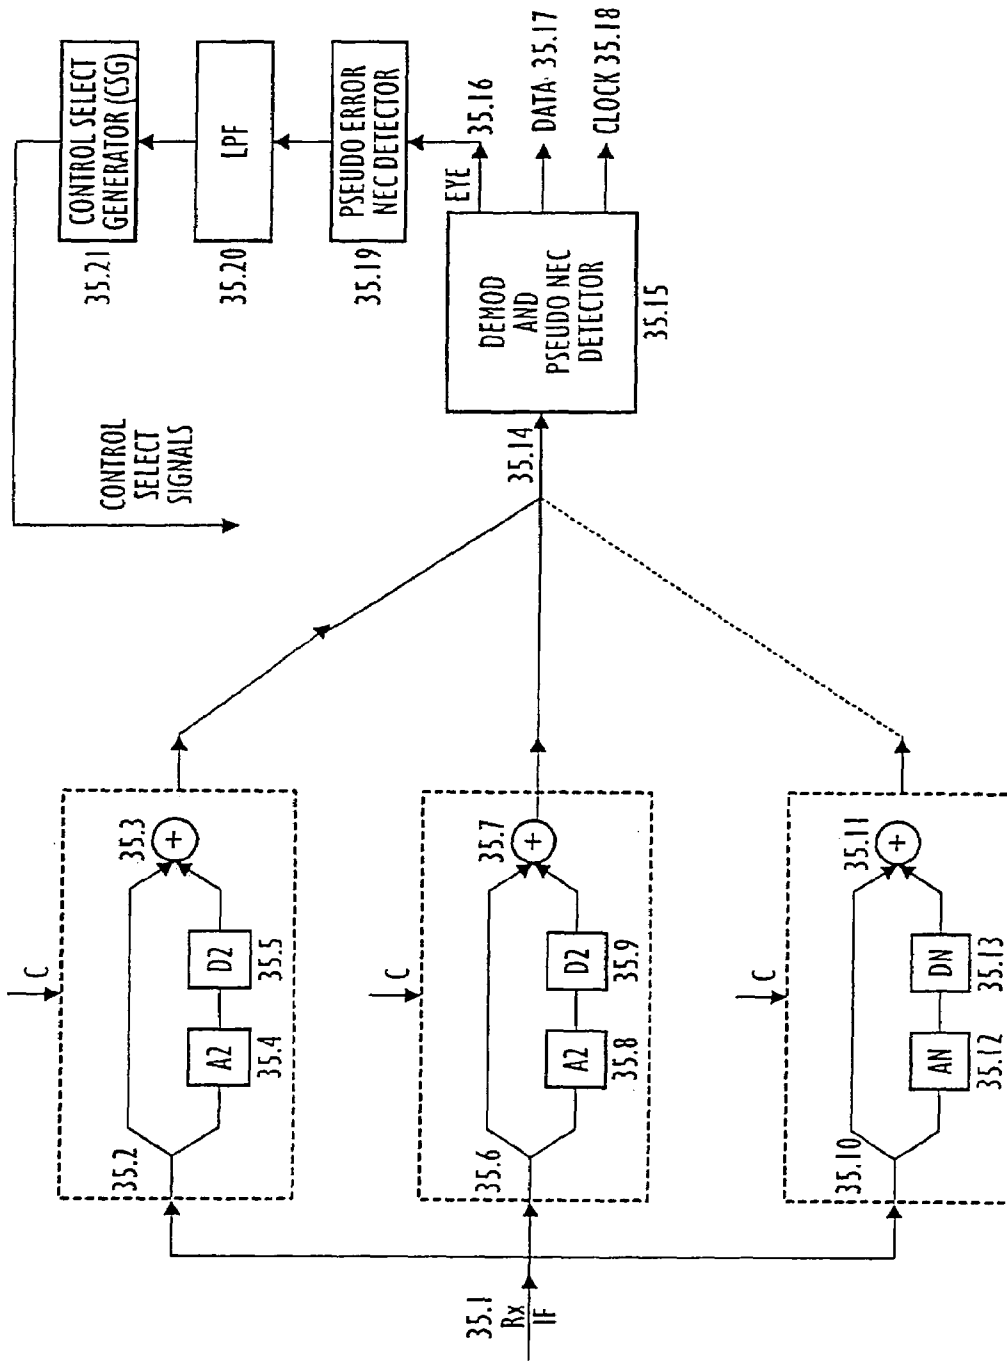 35.1
Rx
IF
35.2
35.3
+
A2
35.4
D2
35.5
C
35.6
35.7
+
A2
35.8
D2
35.9
C
35.10
35.11
+
AN
35.12
DN
35.13
C
35.14
DEMOD
AND
PSEUDO NEC
DETECTOR
35.15
EYE
35.16
DATA 35.17
CLOCK 35.18
PSEUDO ERROR
NEC DETECTOR
35.19
LPF
35.20
CONTROL SELECT
GENERATOR (CSG)
35.21
CONTROL
SELECT
SIGNALS